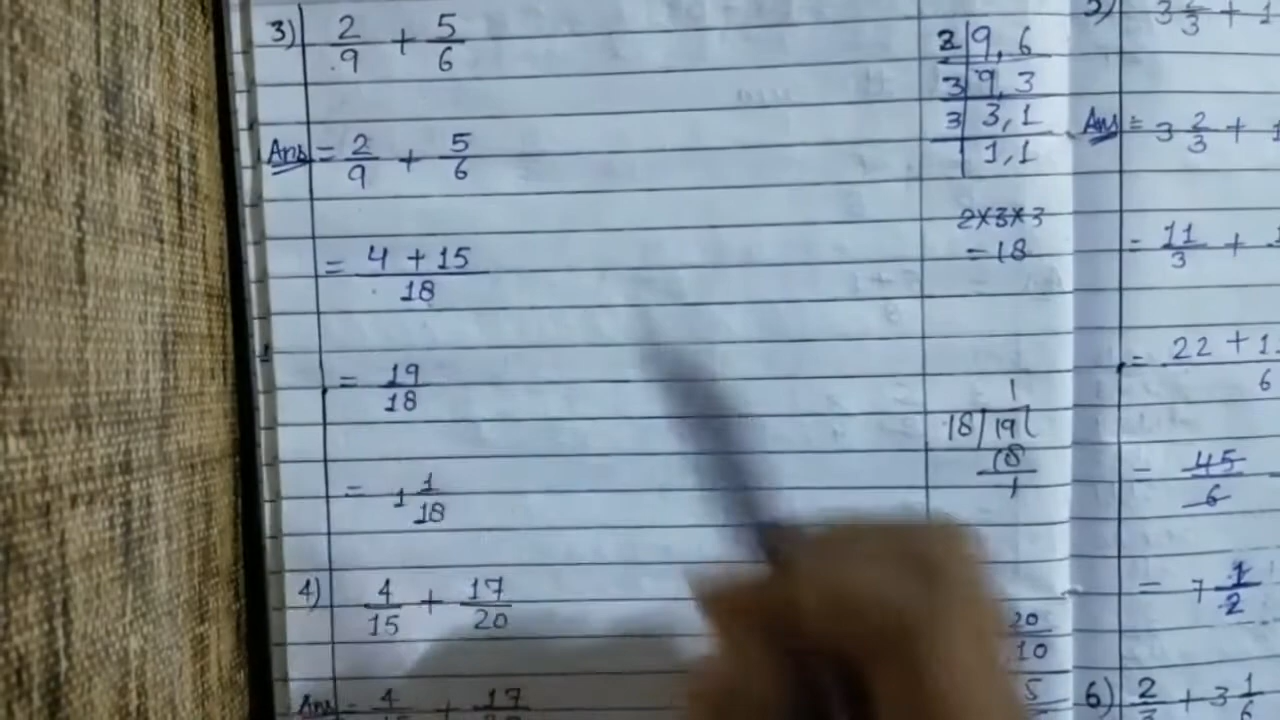 3) 2/9 + 5/6
Ans = 2/9 + 5/6
= 4 + 15 / 18
= 19/18
= 1 1/18
2 | 9, 6
3 | 9, 3
3 | 3, 1
1, 1
2×3×3
= 18
1
18 | 19 (
18
1
4) 4/15 + 17/20
Ans = 4/ + 17/
20
10
5
3 + 1
Ans = 3 2/3 +
= 11/3 +
= 22 + 1 / 6
= 45/6
= 7 1/2
6) 2/ + 3 1/6